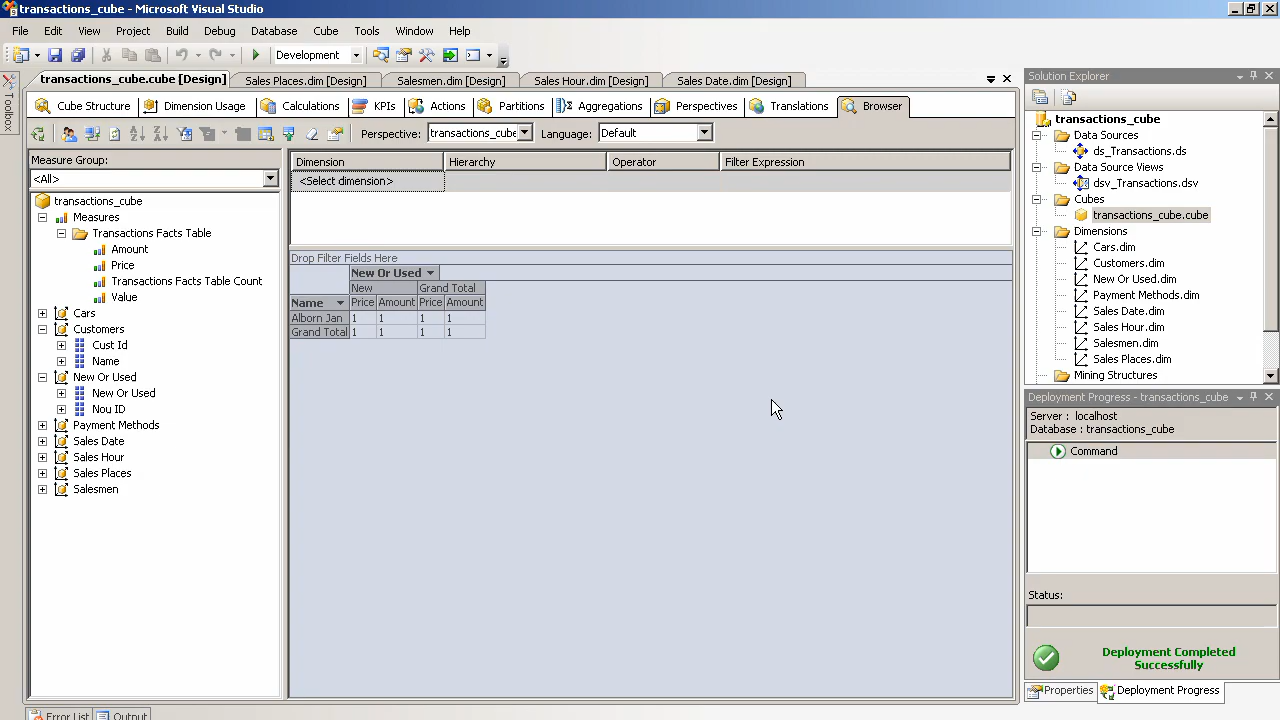 transactions_cube - Microsoft Visual Studio
File Edit View Project Build Debug Database Cube Tools Window Help
Development
transactions_cube.cube [Design] Sales Places.dim [Design] Salesmen.dim [Design] Sales Hour.dim [Design] Sales Date.dim [Design]
Toolbox
Cube Structure Dimension Usage Calculations KPIs Actions Partitions Aggregations Perspectives Translations Browser
Perspective: transactions_cube Language: Default
Measure Group:
<All>
transactions_cube
Measures
Transactions Facts Table
Amount
Price
Transactions Facts Table Count
Value
Cars
Customers
Cust Id
Name
New Or Used
New Or Used
Nou ID
Payment Methods
Sales Date
Sales Hour
Sales Places
Salesmen
Dimension Hierarchy Operator Filter Expression
<Select dimension>
Drop Filter Fields Here
New Or Used
New Grand Total
Name Price Amount Price Amount
Alborn Jan 1 1 1 1
Grand Total 1 1 1 1
Solution Explorer
transactions_cube
Data Sources
ds_Transactions.ds
Data Source Views
dsv_Transactions.dsv
Cubes
transactions_cube.cube
Dimensions
Cars.dim
Customers.dim
New Or Used.dim
Payment Methods.dim
Sales Date.dim
Sales Hour.dim
Salesmen.dim
Sales Places.dim
Mining Structures
Deployment Progress - transactions_cube
Server : localhost
Database : transactions_cube
Command
Status:
Deployment Completed
Successfully
Properties Deployment Progress
Error List Output